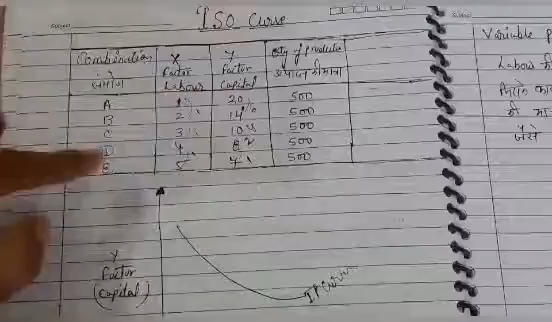 ISO Curve
Combination X Y Qty of Product
संयोग Factor Factor उत्पादन की मात्रा
Labour Capital
A 1 20 500
B 2 14 500
C 3 10 500
D 4 8 500
E 5 7 500
Y
Factor
(Capital)
IP Curve
Variable P
Labour
जैसे